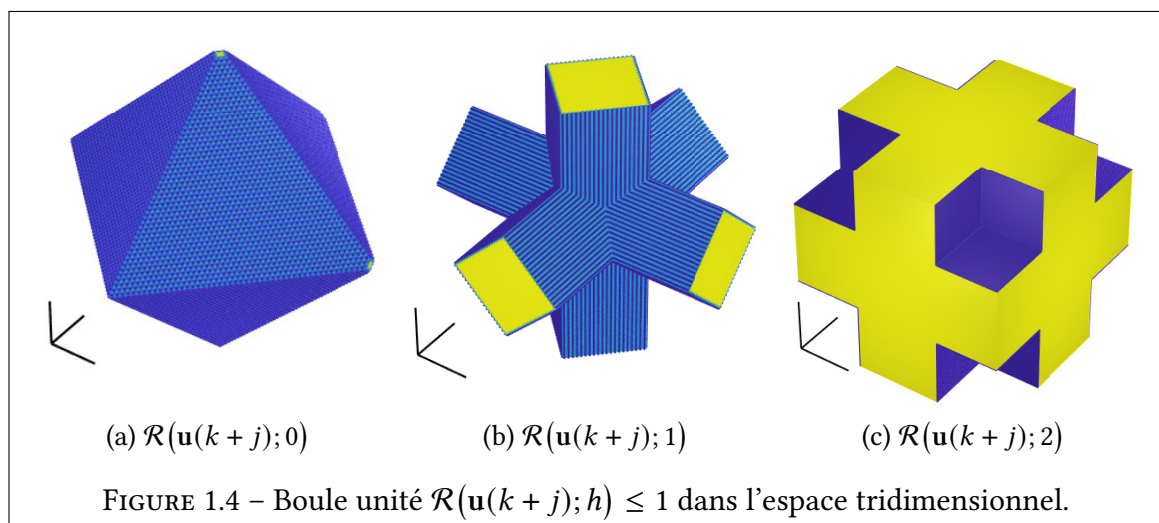 (a) 𝓡(𝐮(k + j); 0)
(b) 𝓡(𝐮(k + j); 1)
(c) 𝓡(𝐮(k + j); 2)
Figure 1.4 – Boule unité 𝓡(𝐮(k + j); h) ≤ 1 dans l'espace tridimensionnel.